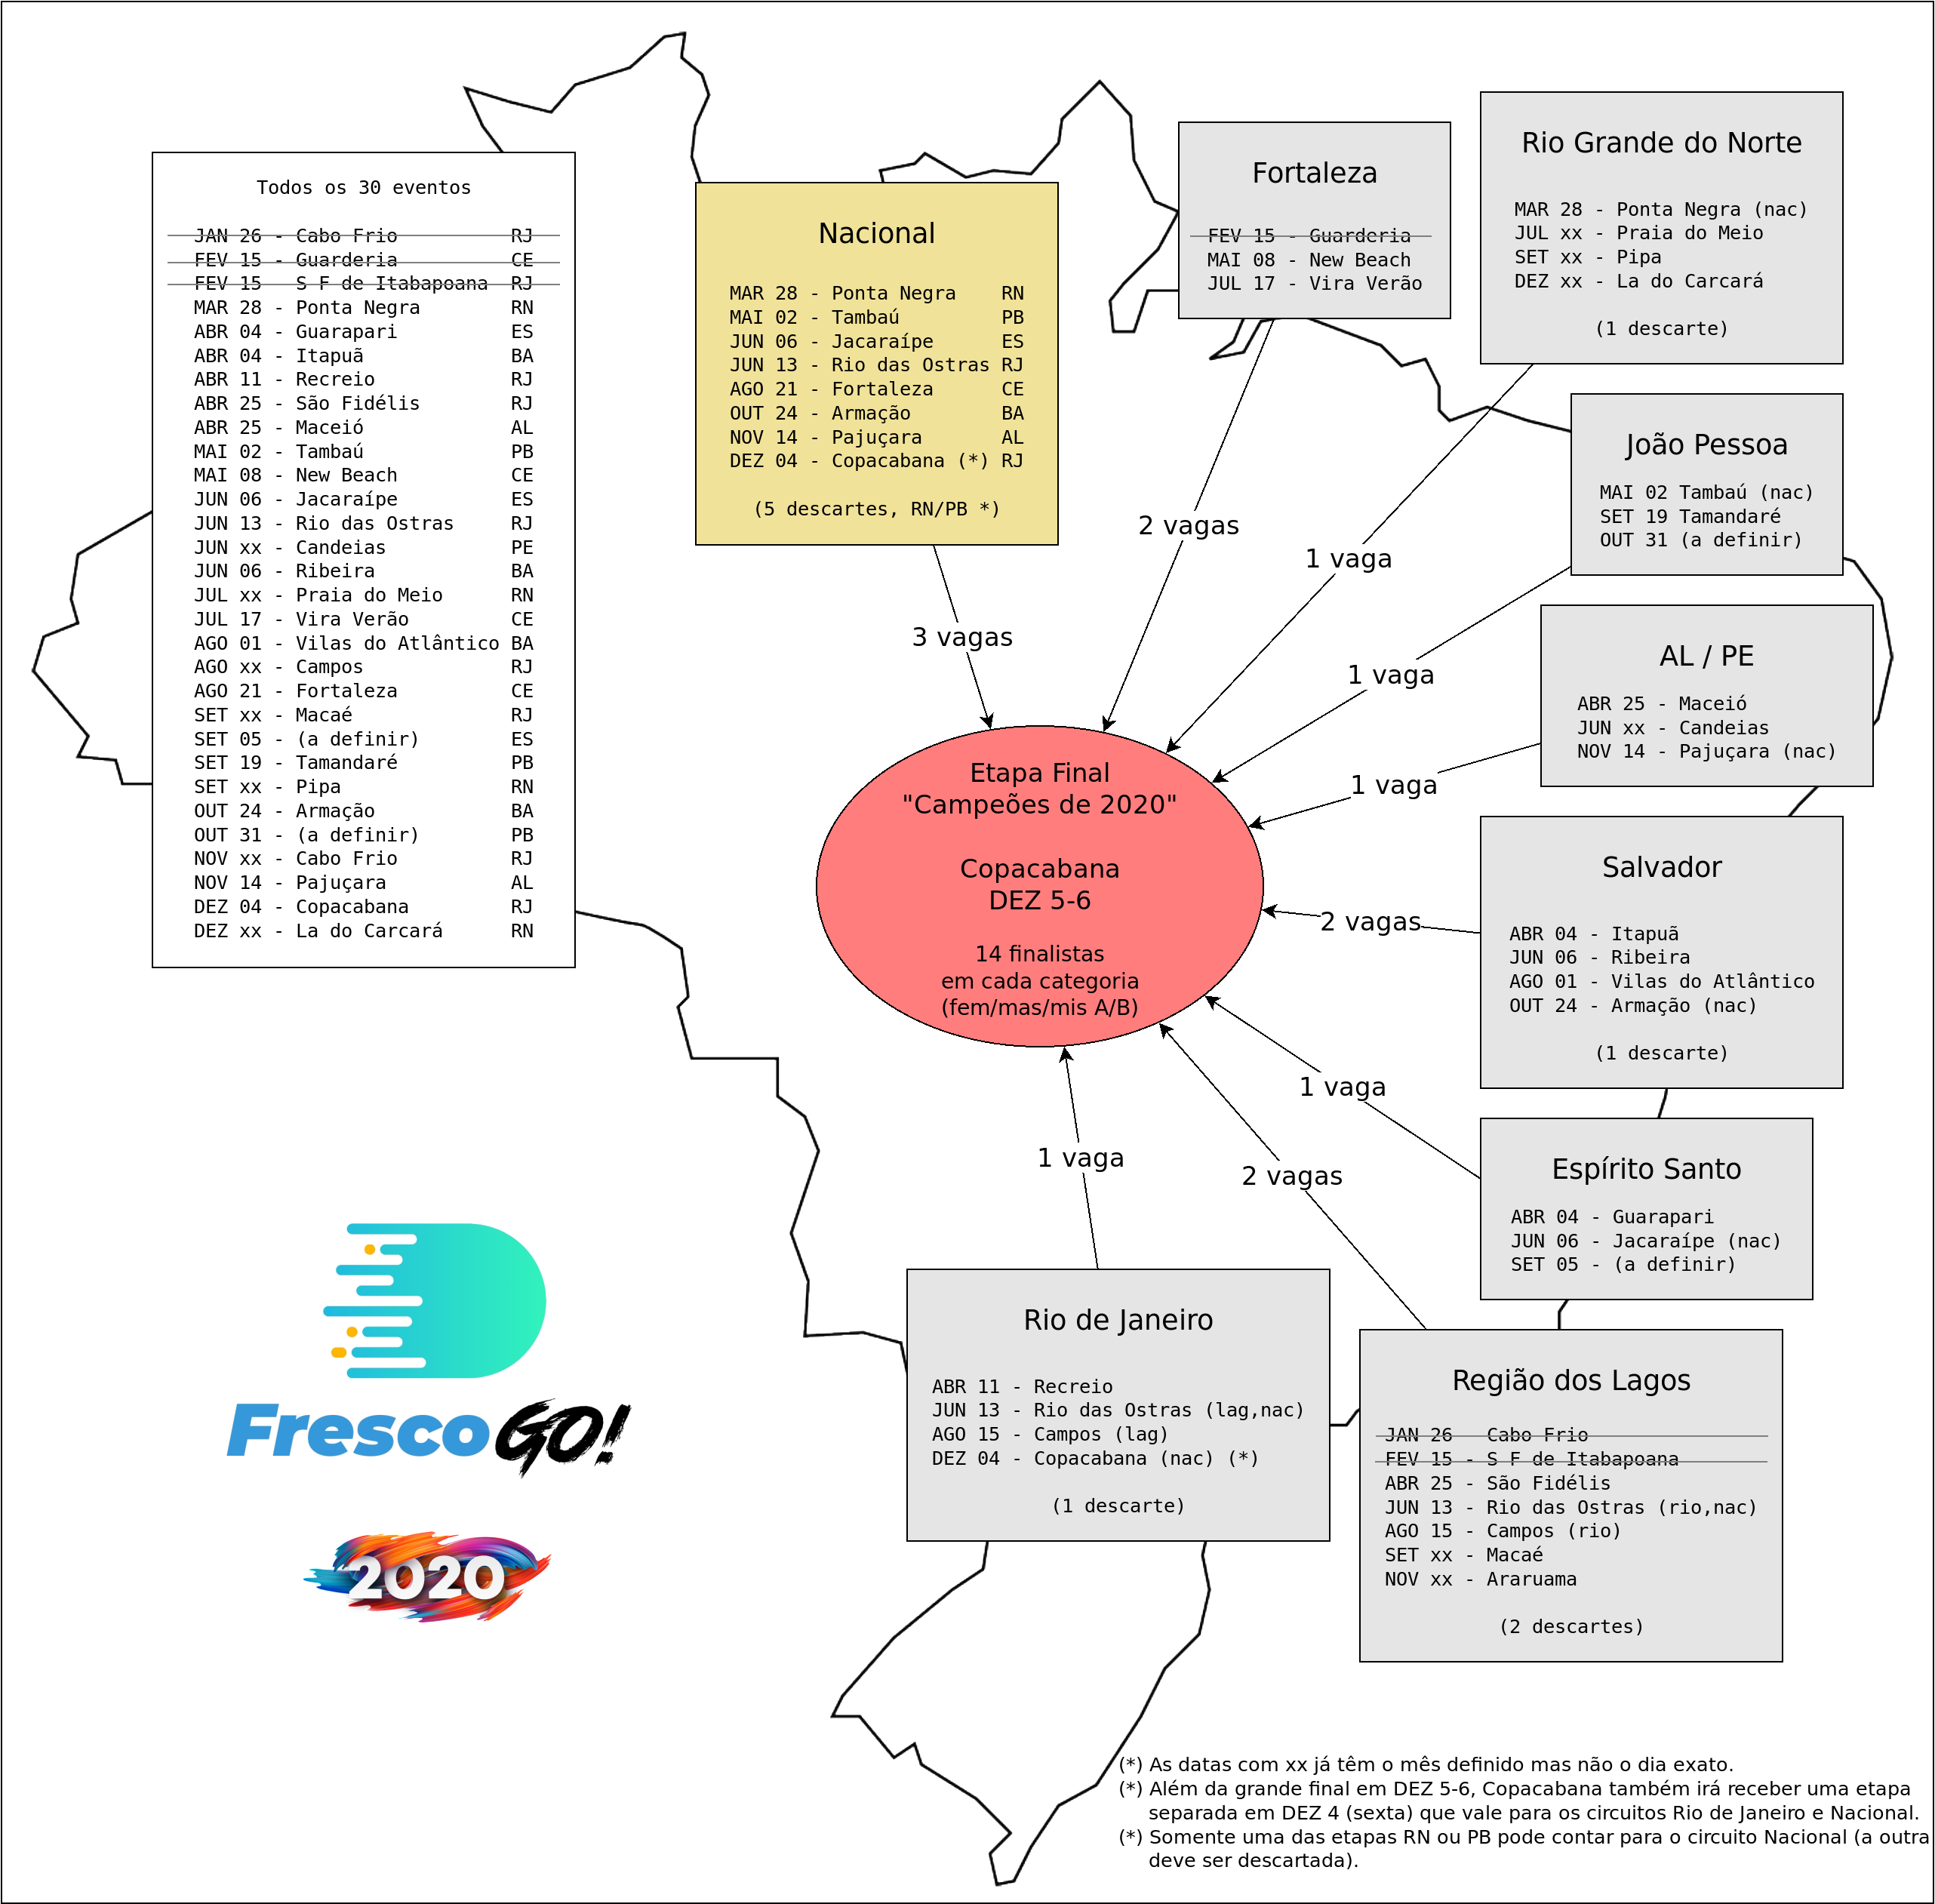 Todos os 30 eventos
JAN 26 - Cabo Frio RJ
FEV 15 - Guarderia CE
FEV 15 - S F de Itabapoana RJ
MAR 28 - Ponta Negra RN
ABR 04 - Guarapari ES
ABR 04 - Itapuã BA
ABR 11 - Recreio RJ
ABR 25 - São Fidélis RJ
ABR 25 - Maceió AL
MAI 02 - Tambaú PB
MAI 08 - New Beach CE
JUN 06 - Jacaraípe ES
JUN 13 - Rio das Ostras RJ
JUN xx - Candeias PE
JUN 06 - Ribeira BA
JUL xx - Praia do Meio RN
JUL 17 - Vira Verão CE
AGO 01 - Vilas do Atlântico BA
AGO xx - Campos RJ
AGO 21 - Fortaleza CE
SET xx - Macaé RJ
SET 05 - (a definir) ES
SET 19 - Tamandaré PB
SET xx - Pipa RN
OUT 24 - Armação BA
OUT 31 - (a definir) PB
NOV xx - Cabo Frio RJ
NOV 14 - Pajuçara AL
DEZ 04 - Copacabana RJ
DEZ xx - La do Carcará RN
Nacional
MAR 28 - Ponta Negra RN
MAI 02 - Tambaú PB
JUN 06 - Jacaraípe ES
JUN 13 - Rio das Ostras RJ
AGO 21 - Fortaleza CE
OUT 24 - Armação BA
NOV 14 - Pajuçara AL
DEZ 04 - Copacabana (*) RJ
(5 descartes, RN/PB *)
3 vagas
Fortaleza
FEV 15 - Guarderia
MAI 08 - New Beach
JUL 17 - Vira Verão
2 vagas
Rio Grande do Norte
MAR 28 - Ponta Negra (nac)
JUL xx - Praia do Meio
SET xx - Pipa
DEZ xx - La do Carcará
(1 descarte)
1 vaga
João Pessoa
MAI 02 Tambaú (nac)
SET 19 Tamandaré
OUT 31 (a definir)
1 vaga
AL / PE
ABR 25 - Maceió
JUN xx - Candeias
NOV 14 - Pajuçara (nac)
1 vaga
Etapa Final
"Campeões de 2020"
Copacabana
DEZ 5-6
14 finalistas
em cada categoria
(fem/mas/mis A/B)
Salvador
ABR 04 - Itapuã
JUN 06 - Ribeira
AGO 01 - Vilas do Atlântico
OUT 24 - Armação (nac)
(1 descarte)
2 vagas
Espírito Santo
ABR 04 - Guarapari
JUN 06 - Jacaraípe (nac)
SET 05 - (a definir)
1 vaga
Região dos Lagos
JAN 26 - Cabo Frio
FEV 15 - S F de Itabapoana
ABR 25 - São Fidélis
JUN 13 - Rio das Ostras (rio,nac)
AGO 15 - Campos (rio)
SET xx - Macaé
NOV xx - Araruama
(2 descartes)
2 vagas
Rio de Janeiro
ABR 11 - Recreio
JUN 13 - Rio das Ostras (lag,nac)
AGO 15 - Campos (lag)
DEZ 04 - Copacabana (nac) (*)
(1 descarte)
1 vaga
Fresco GO!
2020
(*) As datas com xx já têm o mês definido mas não o dia exato.
(*) Além da grande final em DEZ 5-6, Copacabana também irá receber uma etapa
separada em DEZ 4 (sexta) que vale para os circuitos Rio de Janeiro e Nacional.
(*) Somente uma das etapas RN ou PB pode contar para o circuito Nacional (a outra
deve ser descartada).